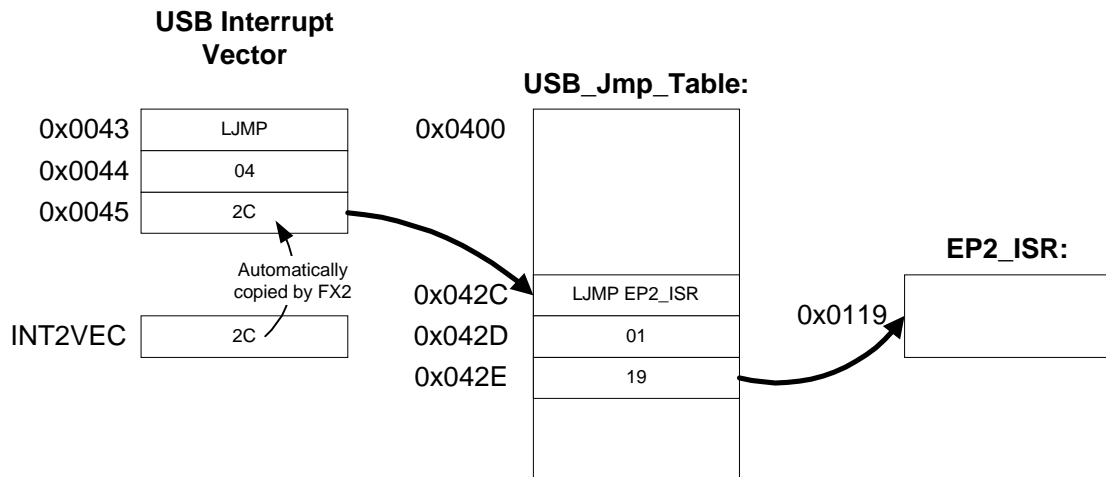 USB Interrupt
Vector
0x0043
LJMP
0x0044
04
0x0045
2C
Automatically
copied by FX2
INT2VEC
2C
USB_Jmp_Table:
0x0400
0x042C
LJMP EP2_ISR
0x042D
01
0x042E
19
EP2_ISR:
0x0119